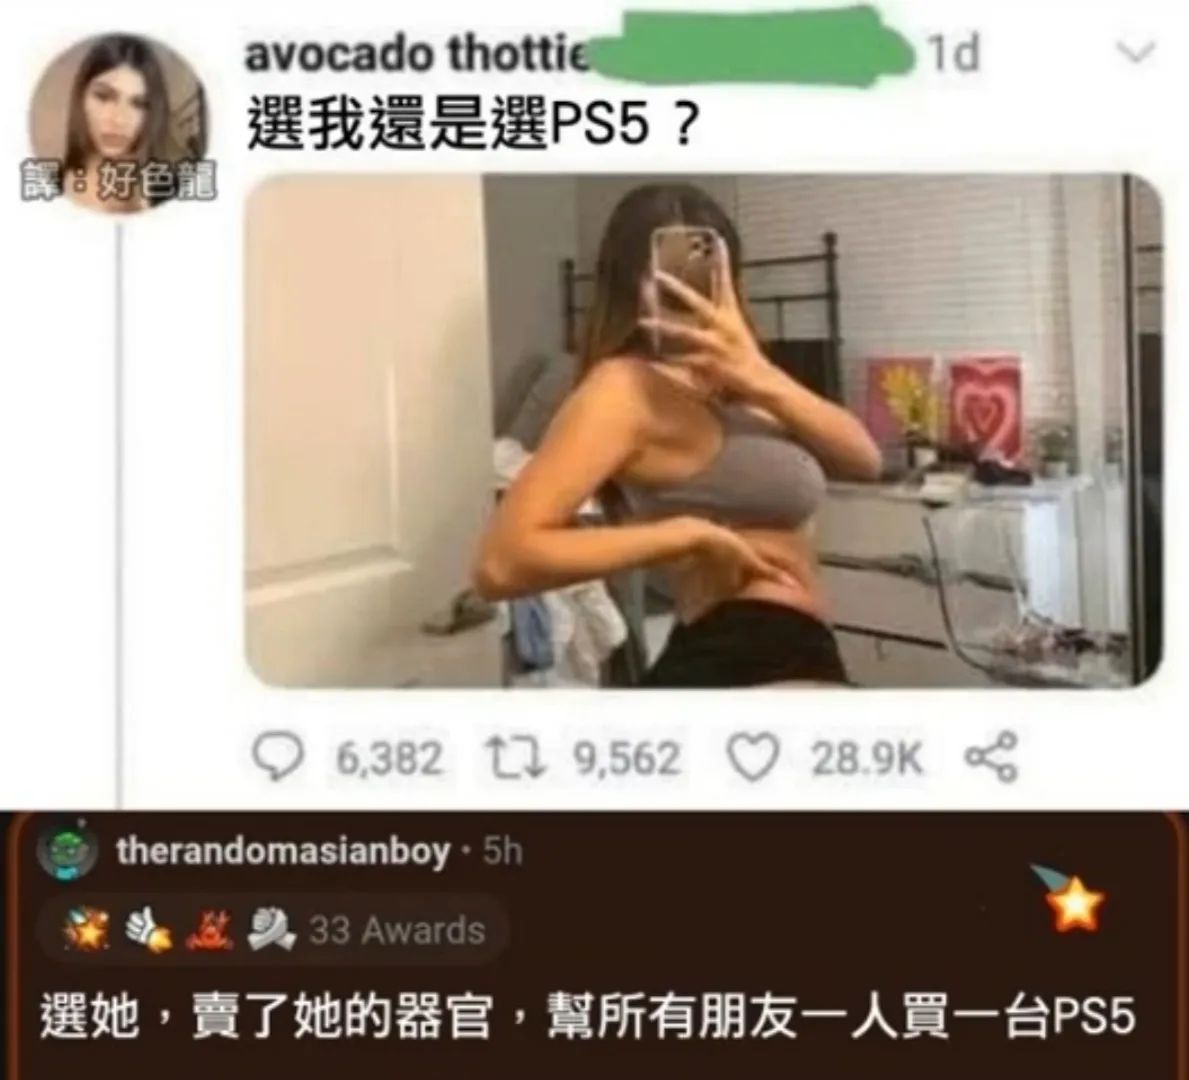 avocado thottie
1d
選我還是選PS5？
譯：好色龍
6,382 9,562 28.9K
therandomasianboy · 5h
33 Awards
選她，賣了她的器官，幫所有朋友一人買一台PS5